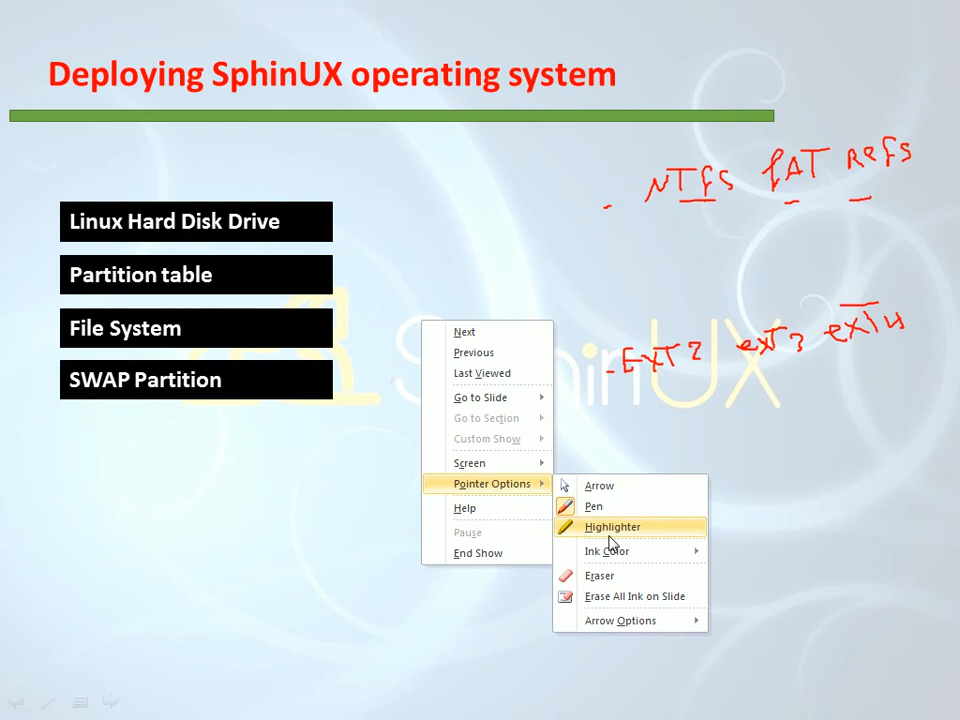 Deploying SphinUX operating system
NTFS fAT Refs
Linux Hard Disk Drive
Partition table
File System
SWAP Partition
SphinUX
EXT2 ext3 ext4
Next
Previous
Last Viewed
Go to Slide
Go to Section
Custom Show
Screen
Pointer Options
Help
Pause
End Show
Arrow
Pen
Highlighter
Ink Color
Eraser
Erase All Ink on Slide
Arrow Options